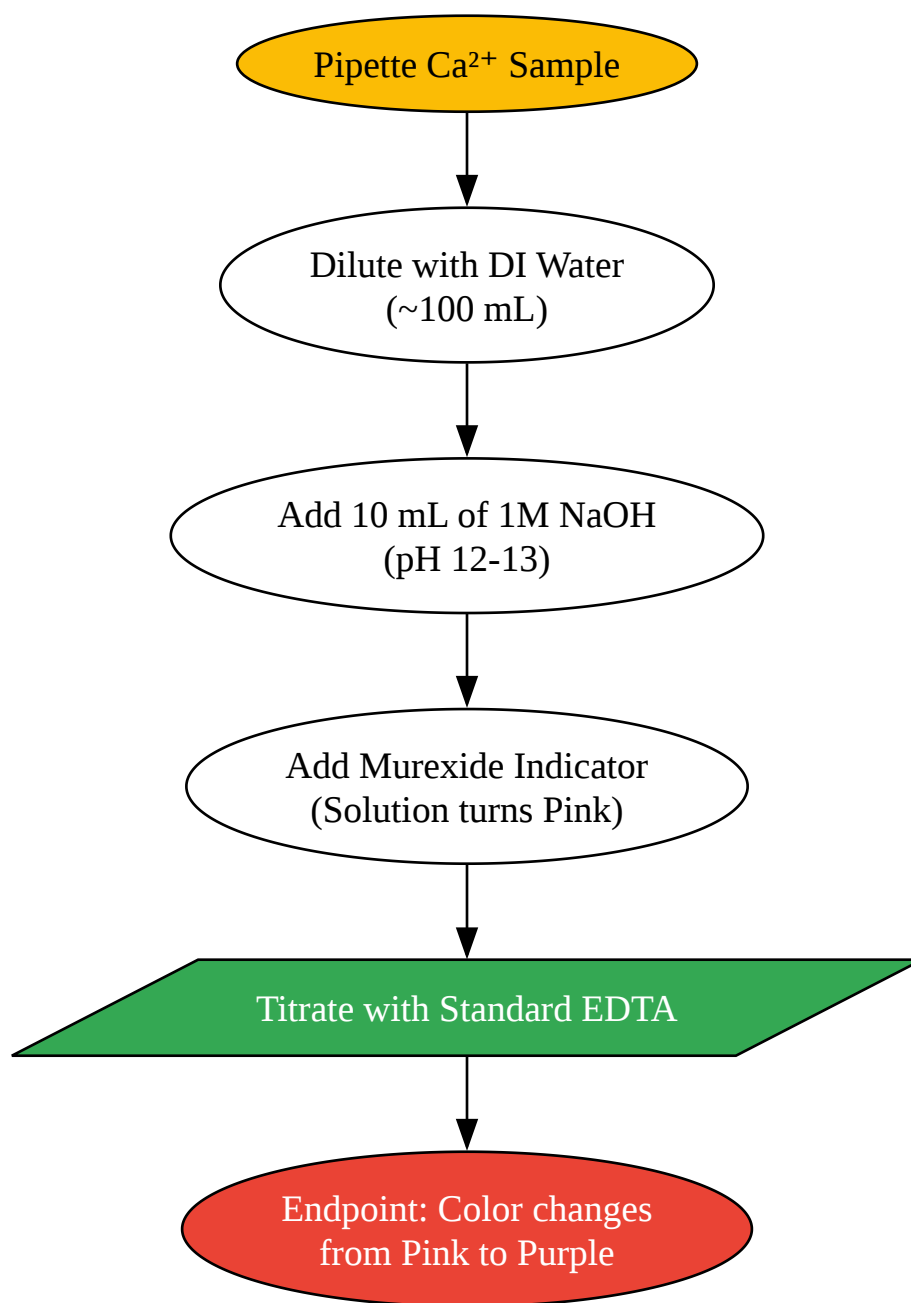 Pipette Ca²⁺ Sample
Dilute with DI Water
(~100 mL)
Add 10 mL of 1M NaOH
(pH 12-13)
Add Murexide Indicator
(Solution turns Pink)
Titrate with Standard EDTA
Endpoint: Color changes
from Pink to Purple